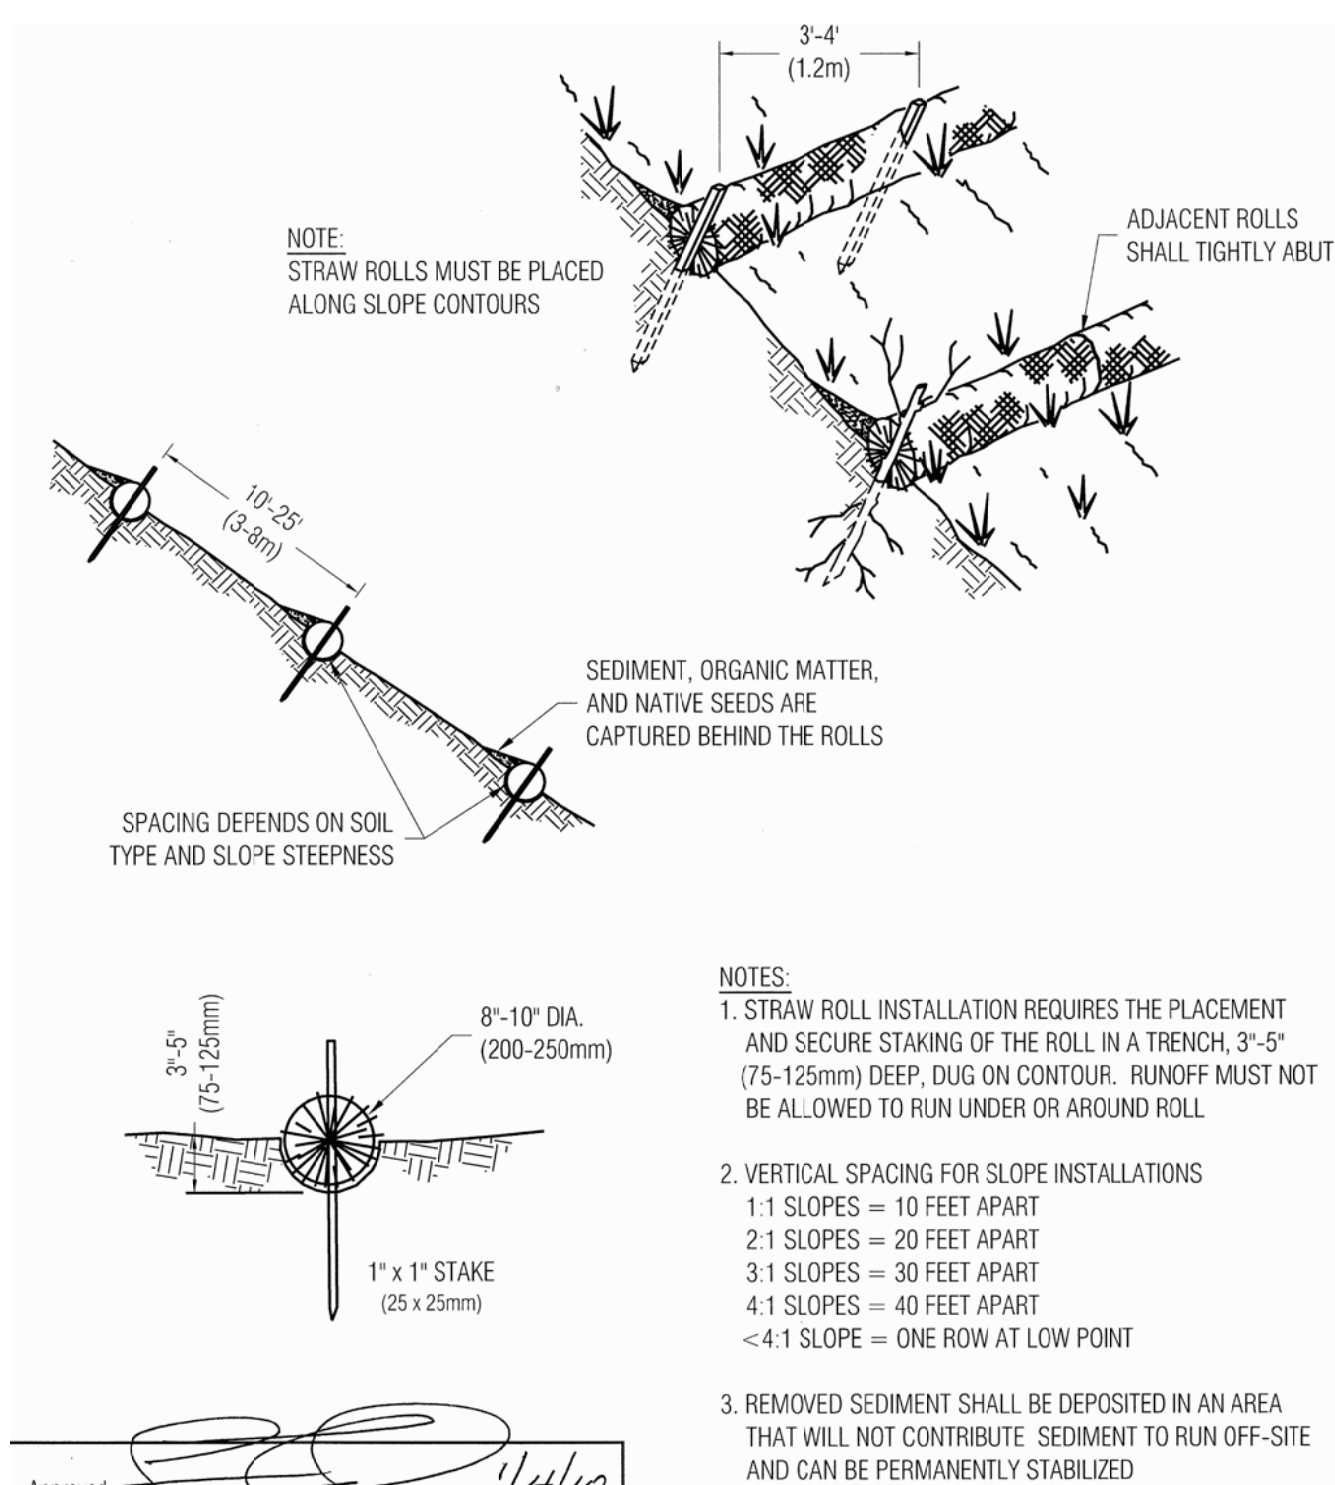 3'-4'
(1.2m)
ADJACENT ROLLS
SHALL TIGHTLY ABUT
NOTE:
STRAW ROLLS MUST BE PLACED
ALONG SLOPE CONTOURS
10'-25'
(3-8m)
SEDIMENT, ORGANIC MATTER,
AND NATIVE SEEDS ARE
CAPTURED BEHIND THE ROLLS
SPACING DEPENDS ON SOIL
TYPE AND SLOPE STEEPNESS
3"-5"
(75-125mm)
8"-10" DIA.
(200-250mm)
1" x 1" STAKE
(25 x 25mm)
NOTES:
1. STRAW ROLL INSTALLATION REQUIRES THE PLACEMENT
AND SECURE STAKING OF THE ROLL IN A TRENCH, 3"-5"
(75-125mm) DEEP, DUG ON CONTOUR. RUNOFF MUST NOT
BE ALLOWED TO RUN UNDER OR AROUND ROLL
2. VERTICAL SPACING FOR SLOPE INSTALLATIONS
1:1 SLOPES = 10 FEET APART
2:1 SLOPES = 20 FEET APART
3:1 SLOPES = 30 FEET APART
4:1 SLOPES = 40 FEET APART
<4:1 SLOPE = ONE ROW AT LOW POINT
3. REMOVED SEDIMENT SHALL BE DEPOSITED IN AN AREA
THAT WILL NOT CONTRIBUTE SEDIMENT TO RUN OFF-SITE
AND CAN BE PERMANENTLY STABILIZED